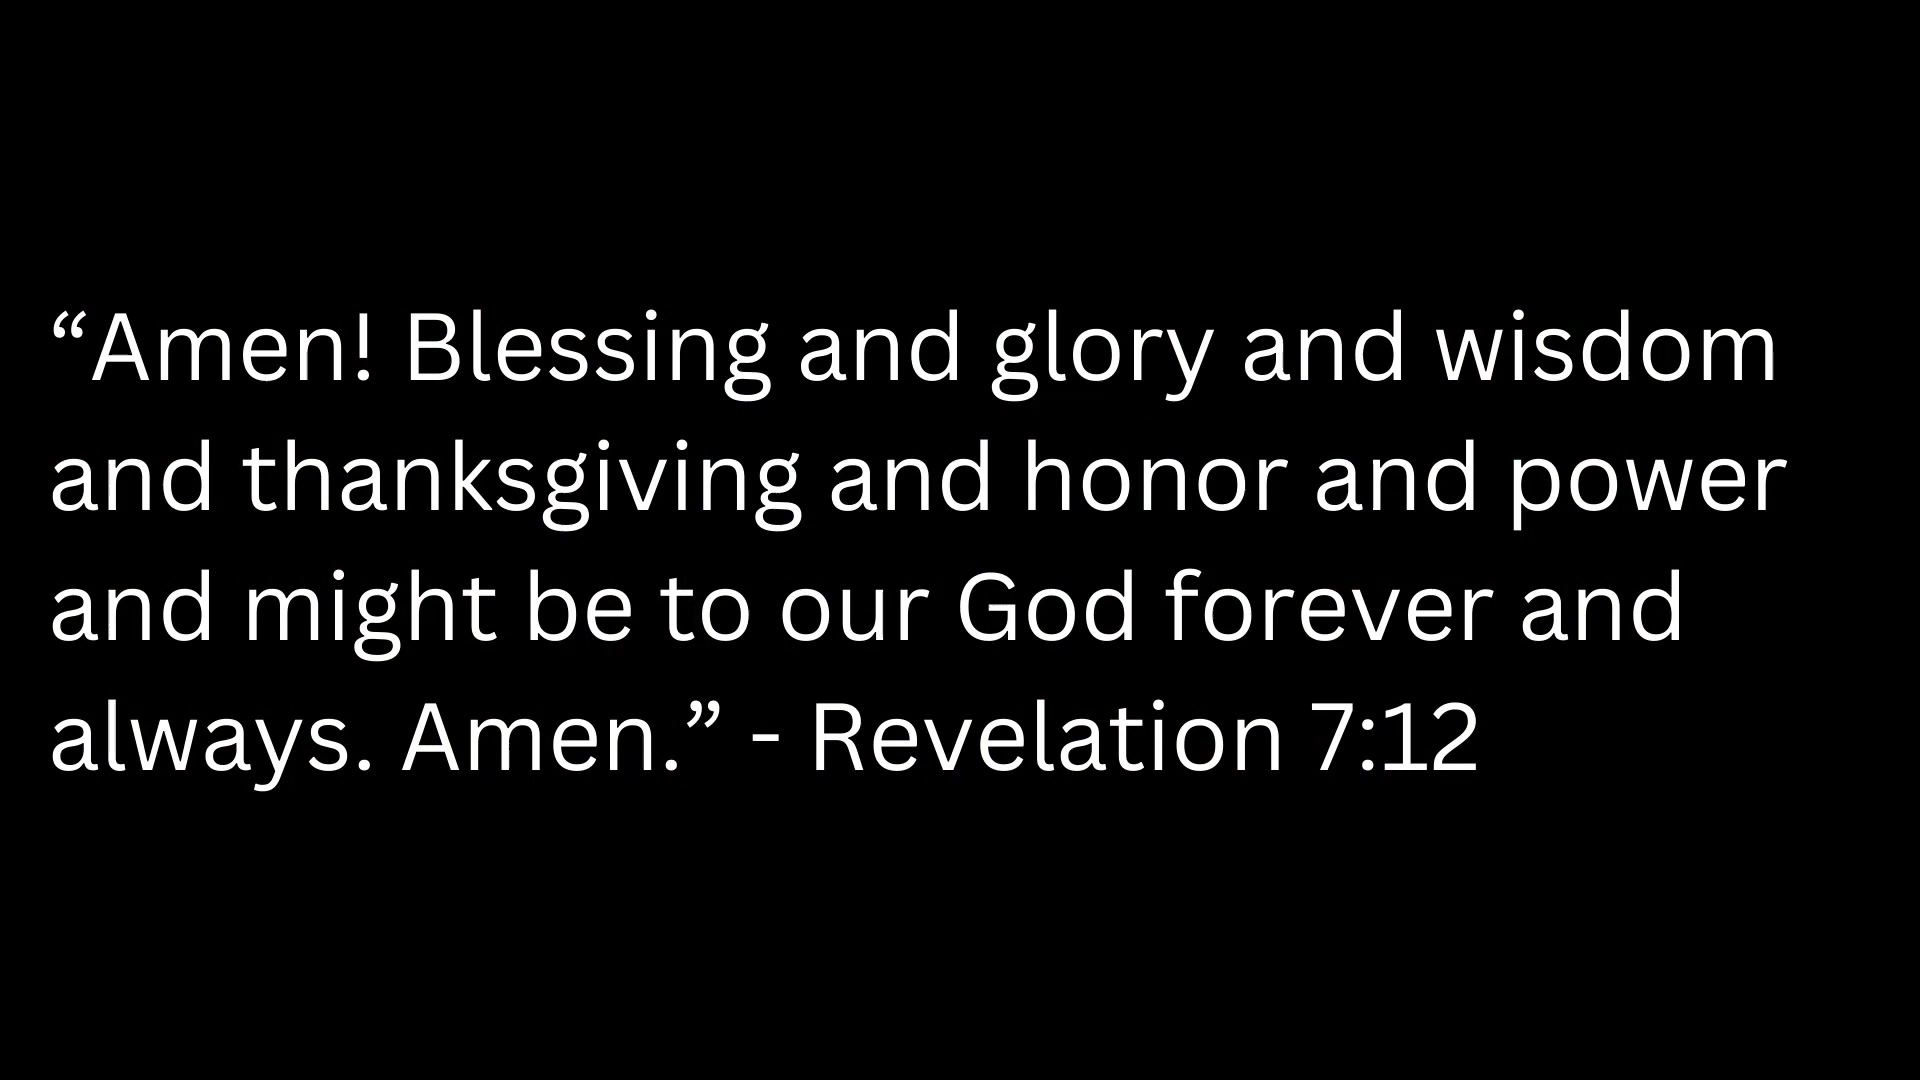 “Amen! Blessing and glory and wisdom
and thanksgiving and honor and power
and might be to our God forever and
always. Amen.” - Revelation 7:12